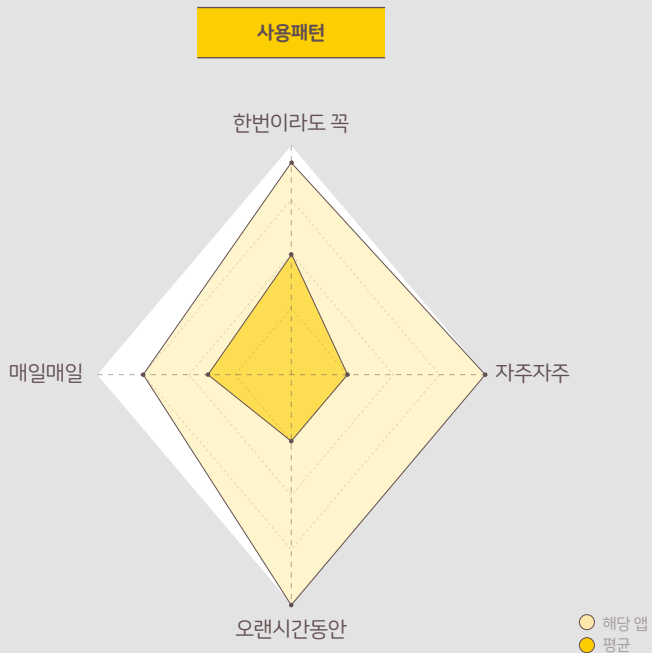 사용패턴
한번이라도 꼭
매일매일
자주자주
오랜시간동안
해당 앱
평균